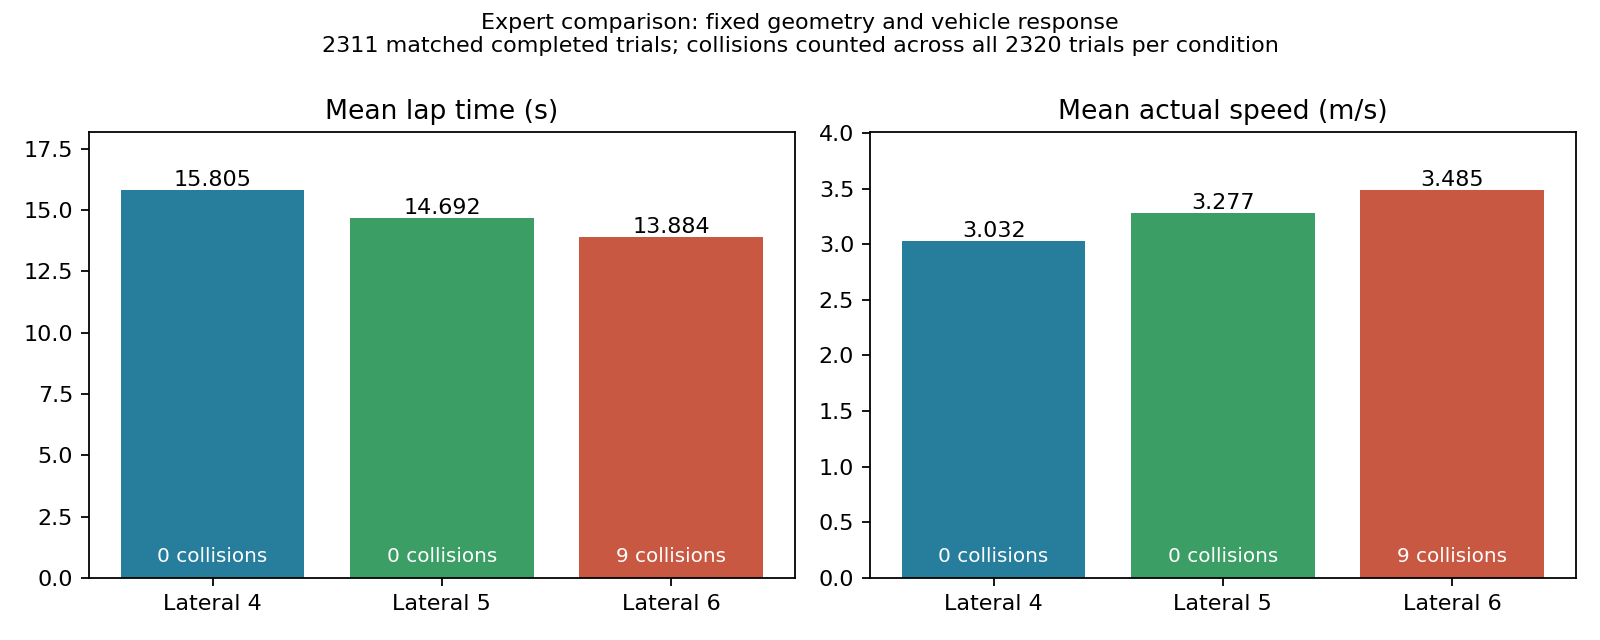 Expert comparison: fixed geometry and vehicle response
2311 matched completed trials; collisions counted across all 2320 trials per condition
Mean lap time (s)
17.5
15.0
12.5
10.0
7.5
5.0
2.5
0.0
15.805
14.692
13.884
0 collisions
0 collisions
9 collisions
Lateral 4
Lateral 5
Lateral 6
Mean actual speed (m/s)
4.0
3.5
3.0
2.5
2.0
1.5
1.0
0.5
0.0
3.032
3.277
3.485
0 collisions
0 collisions
9 collisions
Lateral 4
Lateral 5
Lateral 6